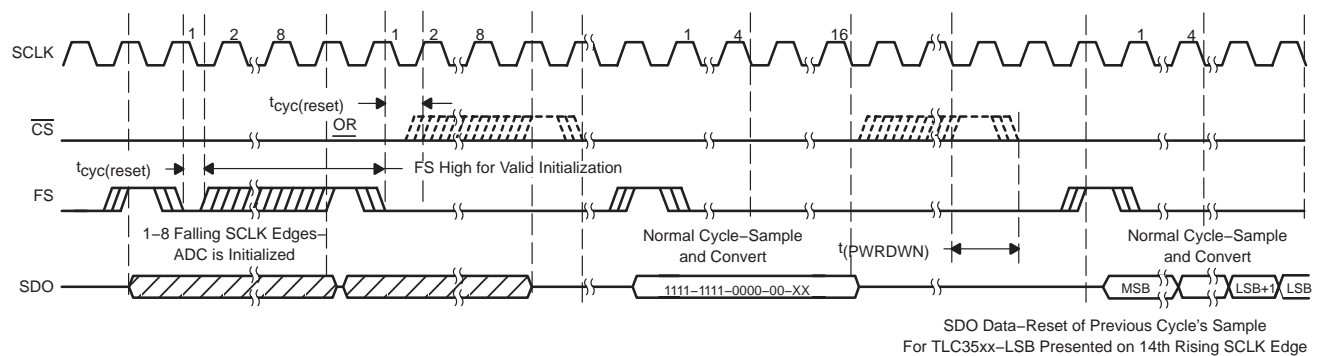 1 2 8 1 2 8 1 4 16 1 4
SCLK
tcyc(reset)
CS
OR
tcyc(reset)
FS High for Valid Initialization
FS
1−8 Falling SCLK Edges−
ADC is Initialized
Normal Cycle−Sample
and Convert
t(PWRDWN)
Normal Cycle−Sample
and Convert
SDO
1111−1111−0000−00−XX
MSB
LSB+1
LSB
SDO Data−Reset of Previous Cycle's Sample
For TLC35xx−LSB Presented on 14th Rising SCLK Edge